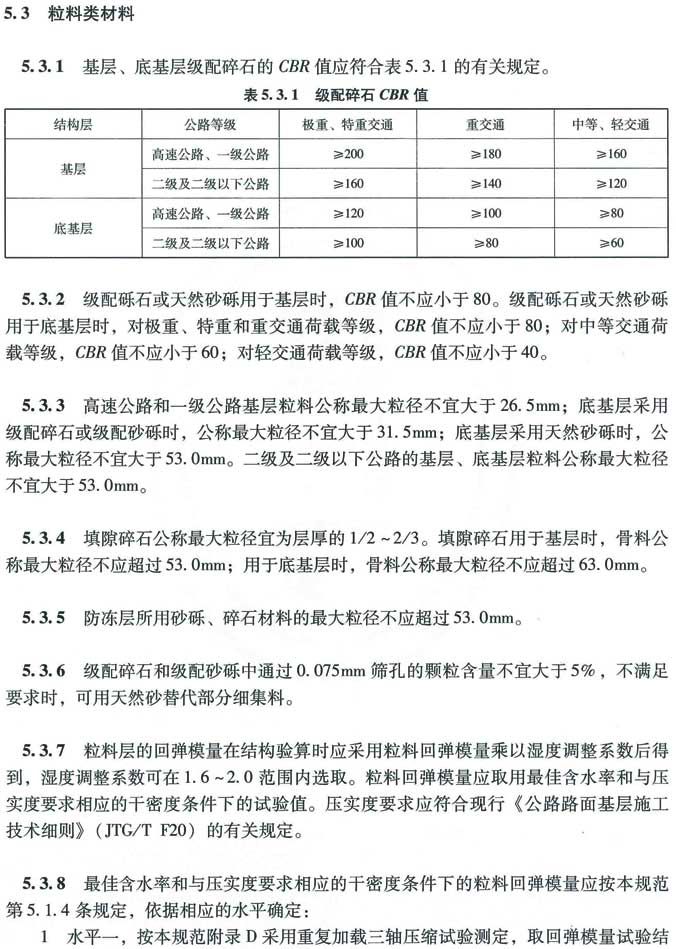 5.3 粒料类材料
5.3.1 基层、底基层级配碎石的 CBR 值应符合表 5.3.1 的有关规定。
表 5.3.1 级配碎石 CBR 值
结构层 公路等级 极重、特重交通 重交通 中等、轻交通
基层 高速公路、一级公路 ≥200 ≥180 ≥160
二级及二级以下公路 ≥160 ≥140 ≥120
底基层 高速公路、一级公路 ≥120 ≥100 ≥80
二级及二级以下公路 ≥100 ≥80 ≥60
5.3.2 级配砾石或天然砂砾用于基层时，CBR 值不应小于 80。级配砾石或天然砂砾
用于底基层时，对极重、特重和重交通荷载等级，CBR 值不应小于 80；对中等交通荷
载等级，CBR 值不应小于 60；对轻交通荷载等级，CBR 值不应小于 40。
5.3.3 高速公路和一级公路基层粒料公称最大粒径不宜大于 26.5mm；底基层采用
级配碎石或级配砂砾时，公称最大粒径不宜大于 31.5mm；底基层采用天然砂砾时，公
称最大粒径不宜大于 53.0mm。二级及二级以下公路的基层、底基层粒料公称最大粒径
不宜大于 53.0mm。
5.3.4 填隙碎石公称最大粒径宜为层厚的 1/2 ~ 2/3。填隙碎石用于基层时，骨料公
称最大粒径不应超过 53.0mm；用于底基层时，骨料公称最大粒径不应超过 63.0mm。
5.3.5 防冻层所用砂砾、碎石材料的最大粒径不应超过 53.0mm。
5.3.6 级配碎石和级配砂砾中通过 0.075mm 筛孔的颗粒含量不宜大于 5%，不满足
要求时，可用天然砂替代部分细集料。
5.3.7 粒料层的回弹模量在结构验算时应采用粒料回弹模量乘以湿度调整系数后得
到，湿度调整系数可在 1.6 ~ 2.0 范围内选取。粒料回弹模量应取用最佳含水率和与压
实度要求相应的干密度条件下的试验值。压实度要求应符合现行《公路路面基层施工
技术细则》（JTG/T F20）的有关规定。
5.3.8 最佳含水率和与压实度要求相应的干密度条件下的粒料回弹模量应按本规范
第 5.1.4 条规定，依据相应的水平确定：
1 水平一，按本规范附录 D 采用重复加载三轴压缩试验测定，取回弹模量试验结